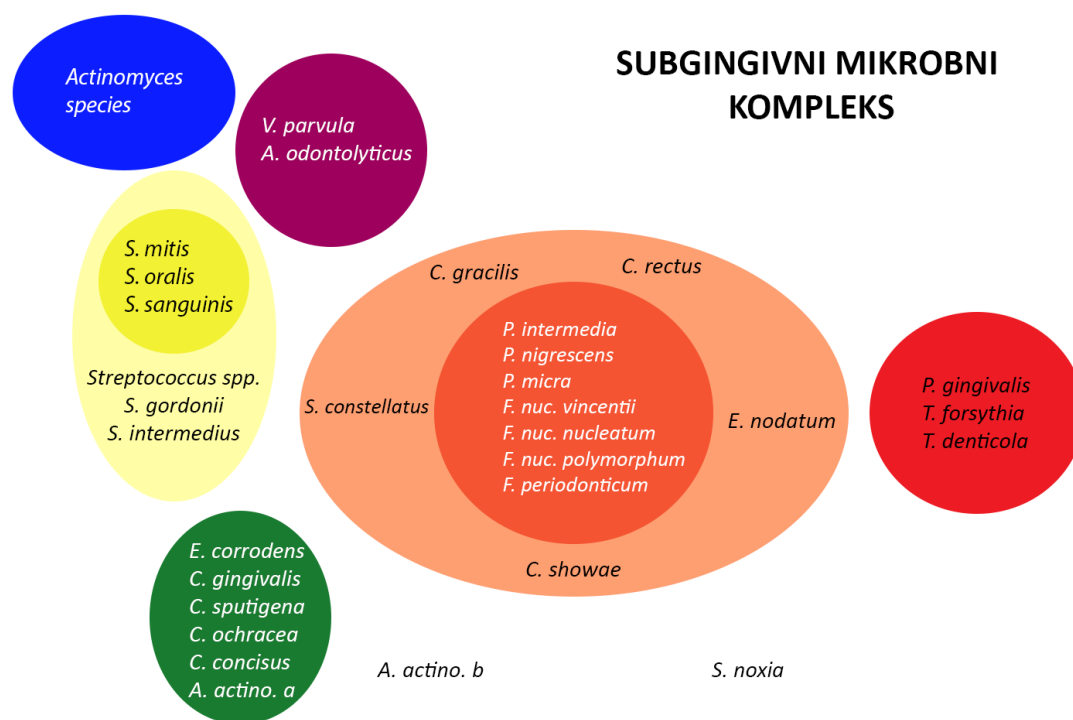 SUBGINGIVNI MIKROBNI
KOMPLEKS
Actinomyces
species
V. parvula
A. odontolyticus
S. mitis
S. oralis
S. sanguinis
Streptococcus spp.
S. gordonii
S. intermedius
C. gracilis
C. rectus
P. intermedia
P. nigrescens
P. micra
F. nuc. vincentii
F. nuc. nucleatum
F. nuc. polymorphum
F. periodonticum
S. constellatus
E. nodatum
C. showae
P. gingivalis
T. forsythia
T. denticola
E. corrodens
C. gingivalis
C. sputigena
C. ochracea
C. concisus
A. actino. a
A. actino. b
S. noxia